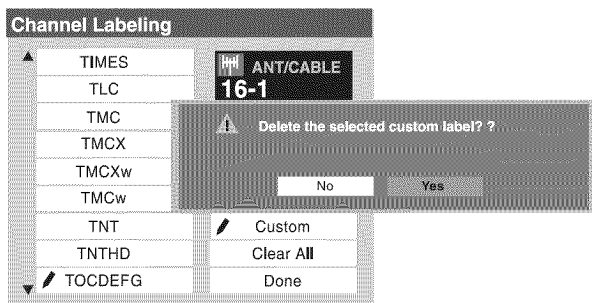 Channel Labeling
TIMES
TLC
TMC
TMCX
TMCXw
TMCw
TNT
TNTHD
TOCDEFG
ANT/CABLE
16-1
Delete the selected custom label? ?
No
Yes
Custom
Clear All
Done